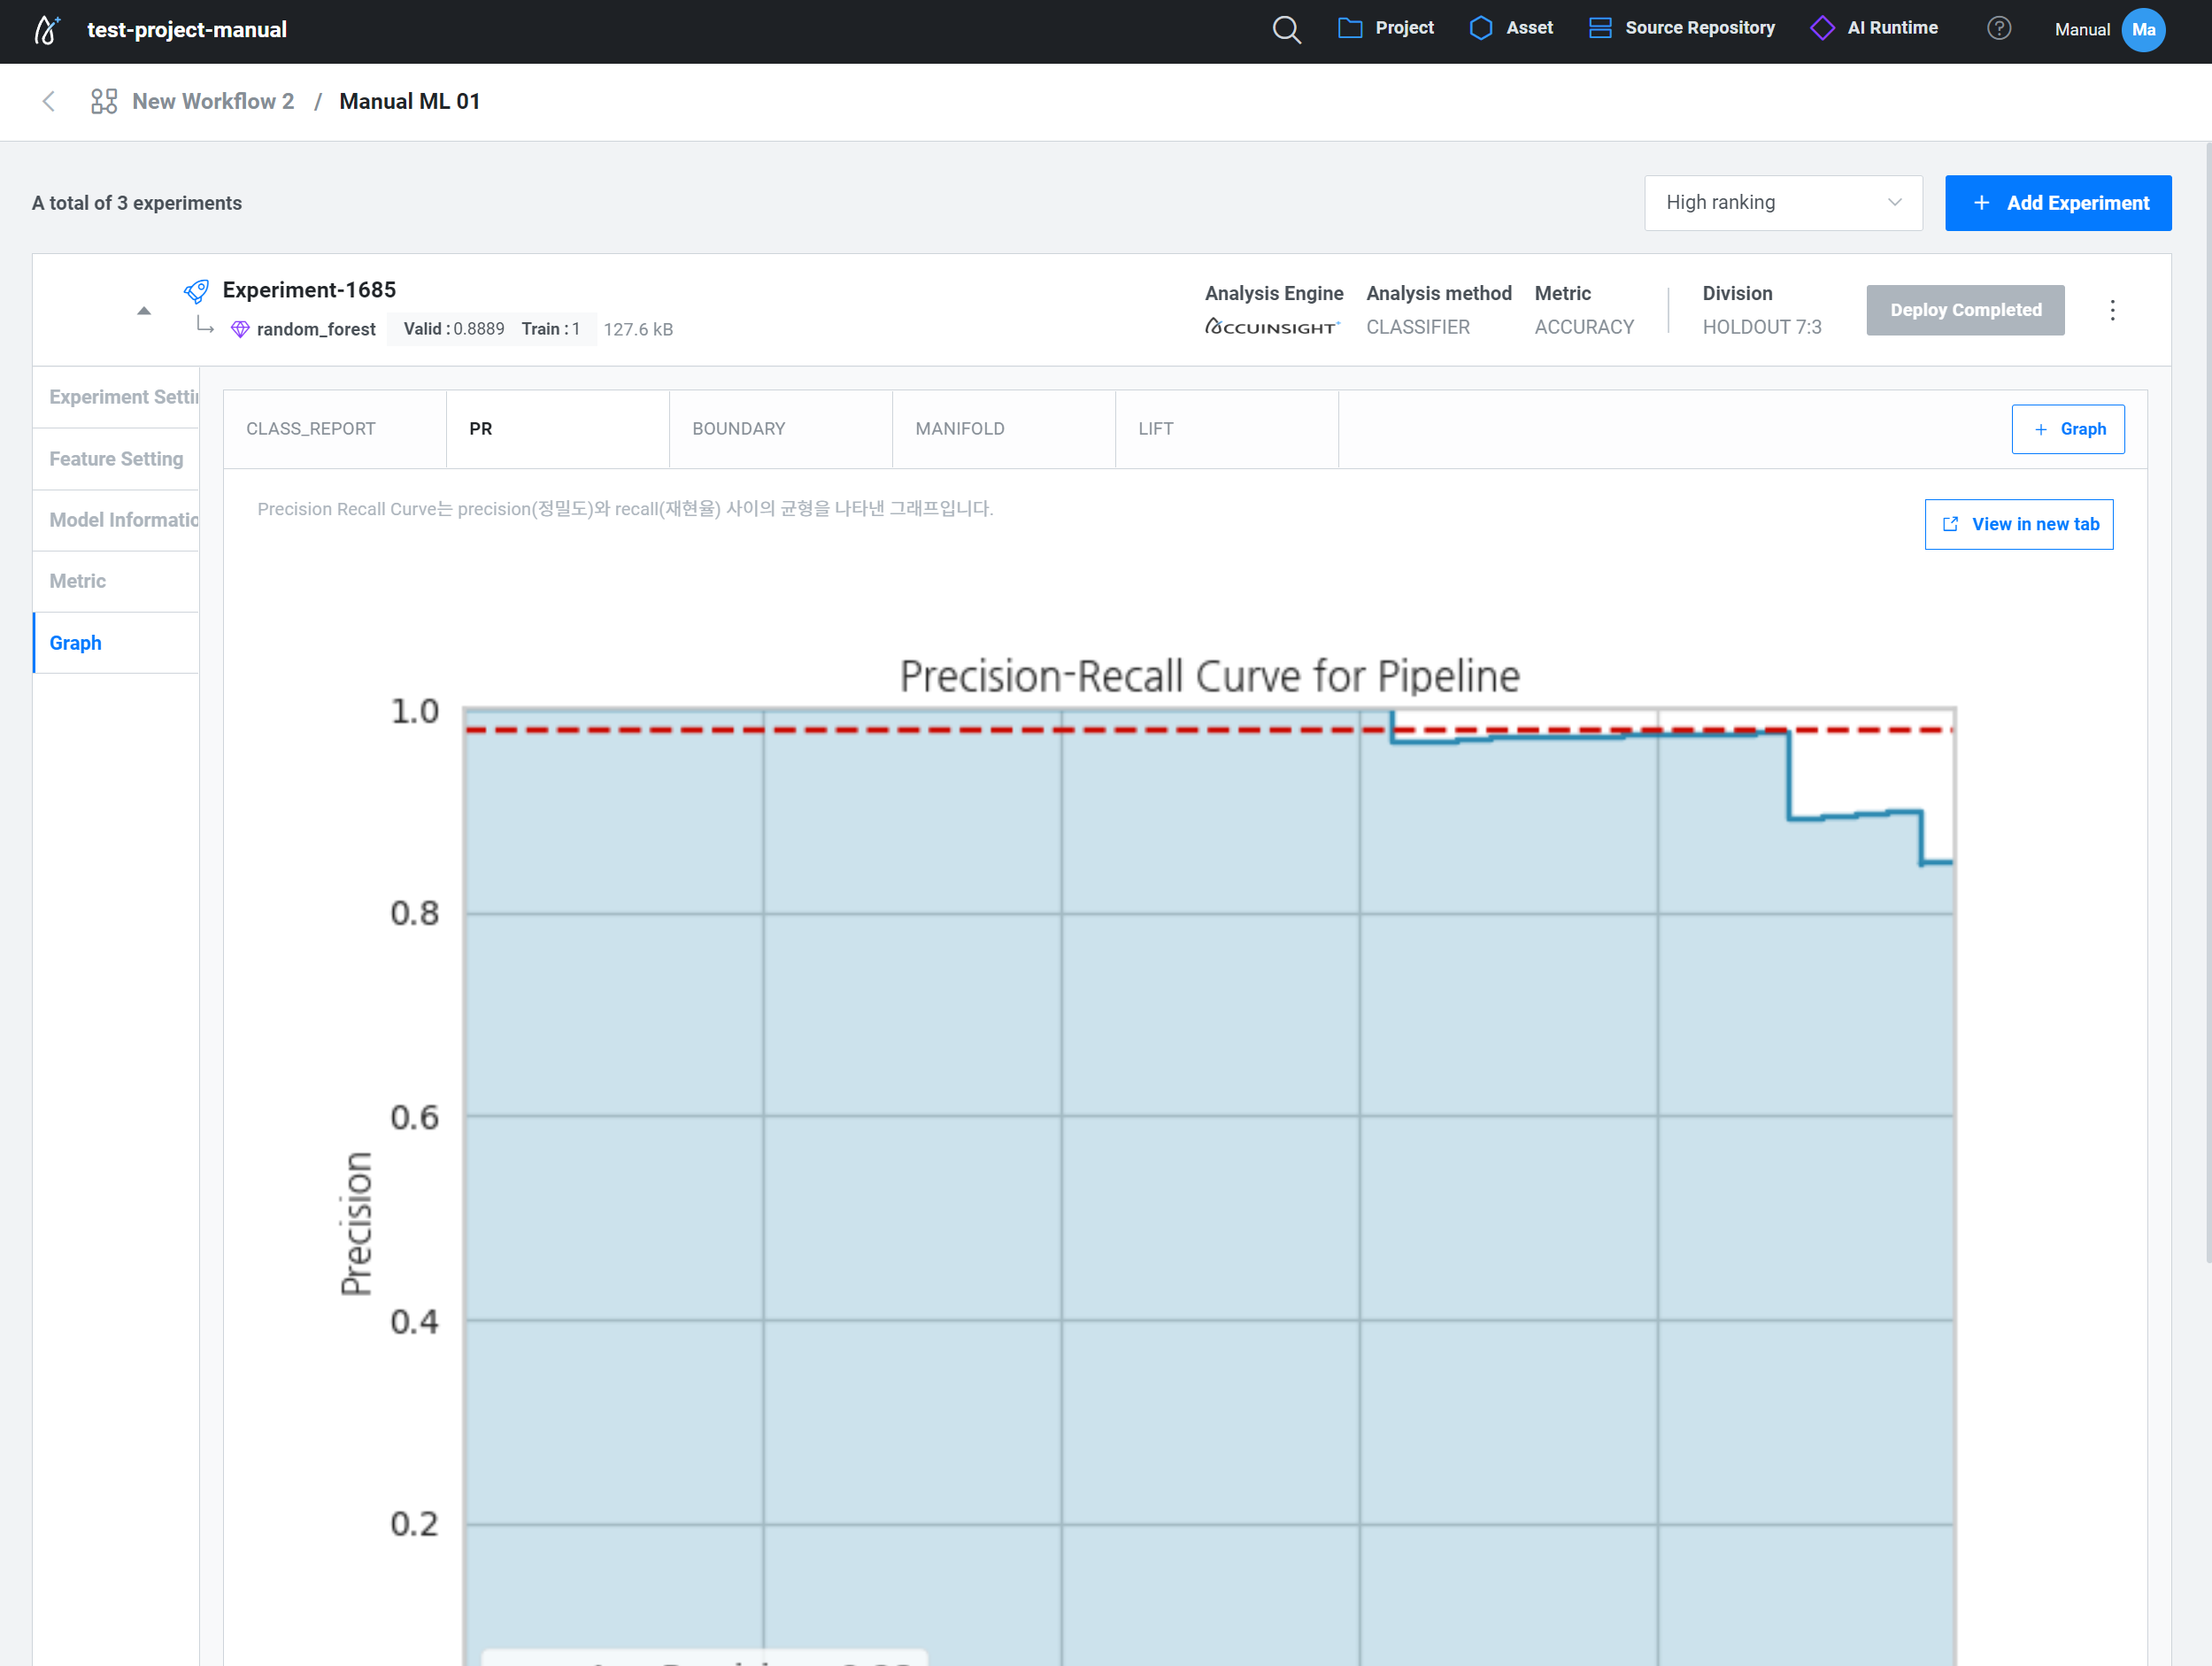 test-project-manual
Project
Asset
Source Repository
AI Runtime
?
Manual
Ma
New Workflow 2 / Manual ML 01
A total of 3 experiments
High ranking
+ Add Experiment
Experiment-1685
random_forest
Valid : 0.8889 Train : 1
127.6 kB
Analysis Engine
ACCUINSIGHT+
Analysis method
CLASSIFIER
Metric
ACCURACY
Division
HOLDOUT 7:3
Deploy Completed
Experiment Settin
Feature Setting
Model Informatio
Metric
Graph
CLASS_REPORT
PR
BOUNDARY
MANIFOLD
LIFT
+ Graph
Precision Recall Curve는 precision(정밀도)와 recall(재현율) 사이의 균형을 나타낸 그래프입니다.
View in new tab
Precision-Recall Curve for Pipeline
1.0
0.8
0.6
0.4
0.2
Precision